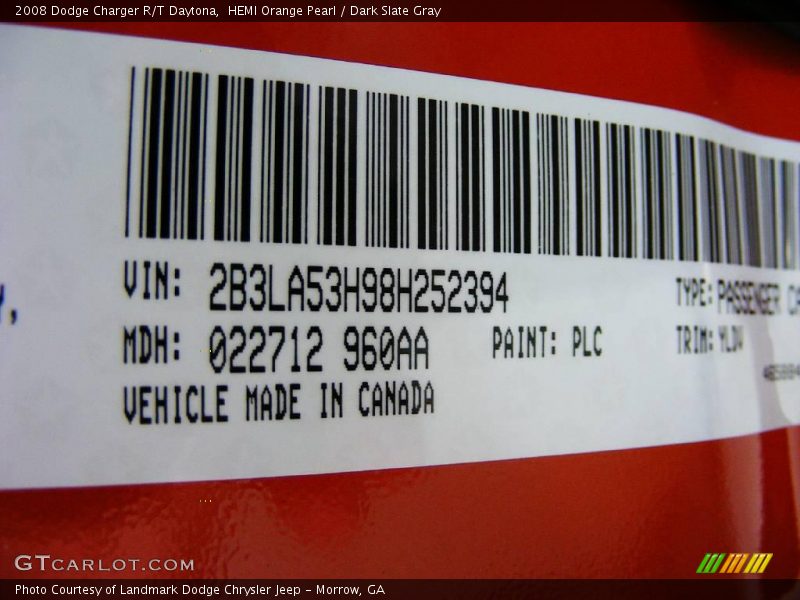 2008 Dodge Charger R/T Daytona,  HEMI Orange Pearl / Dark Slate Gray
VIN: 2B3LA53H98H252394 TYPE: PASSENGER
MDH: 022712 960AA PAINT: PLC TRIM:
VEHICLE MADE IN CANADA
GTCARLOT.COM
Photo Courtesy of Landmark Dodge Chrysler Jeep – Morrow, GA